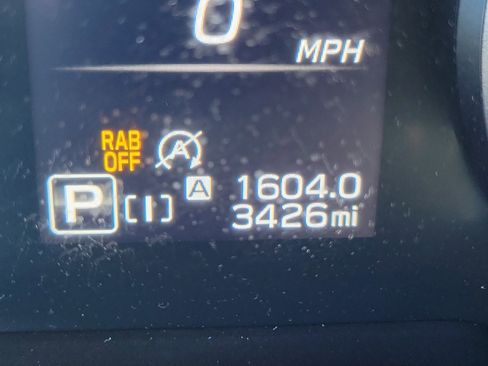 0
MPH
RAB
OFF
A
A 1604.0
P [I] 3426mi